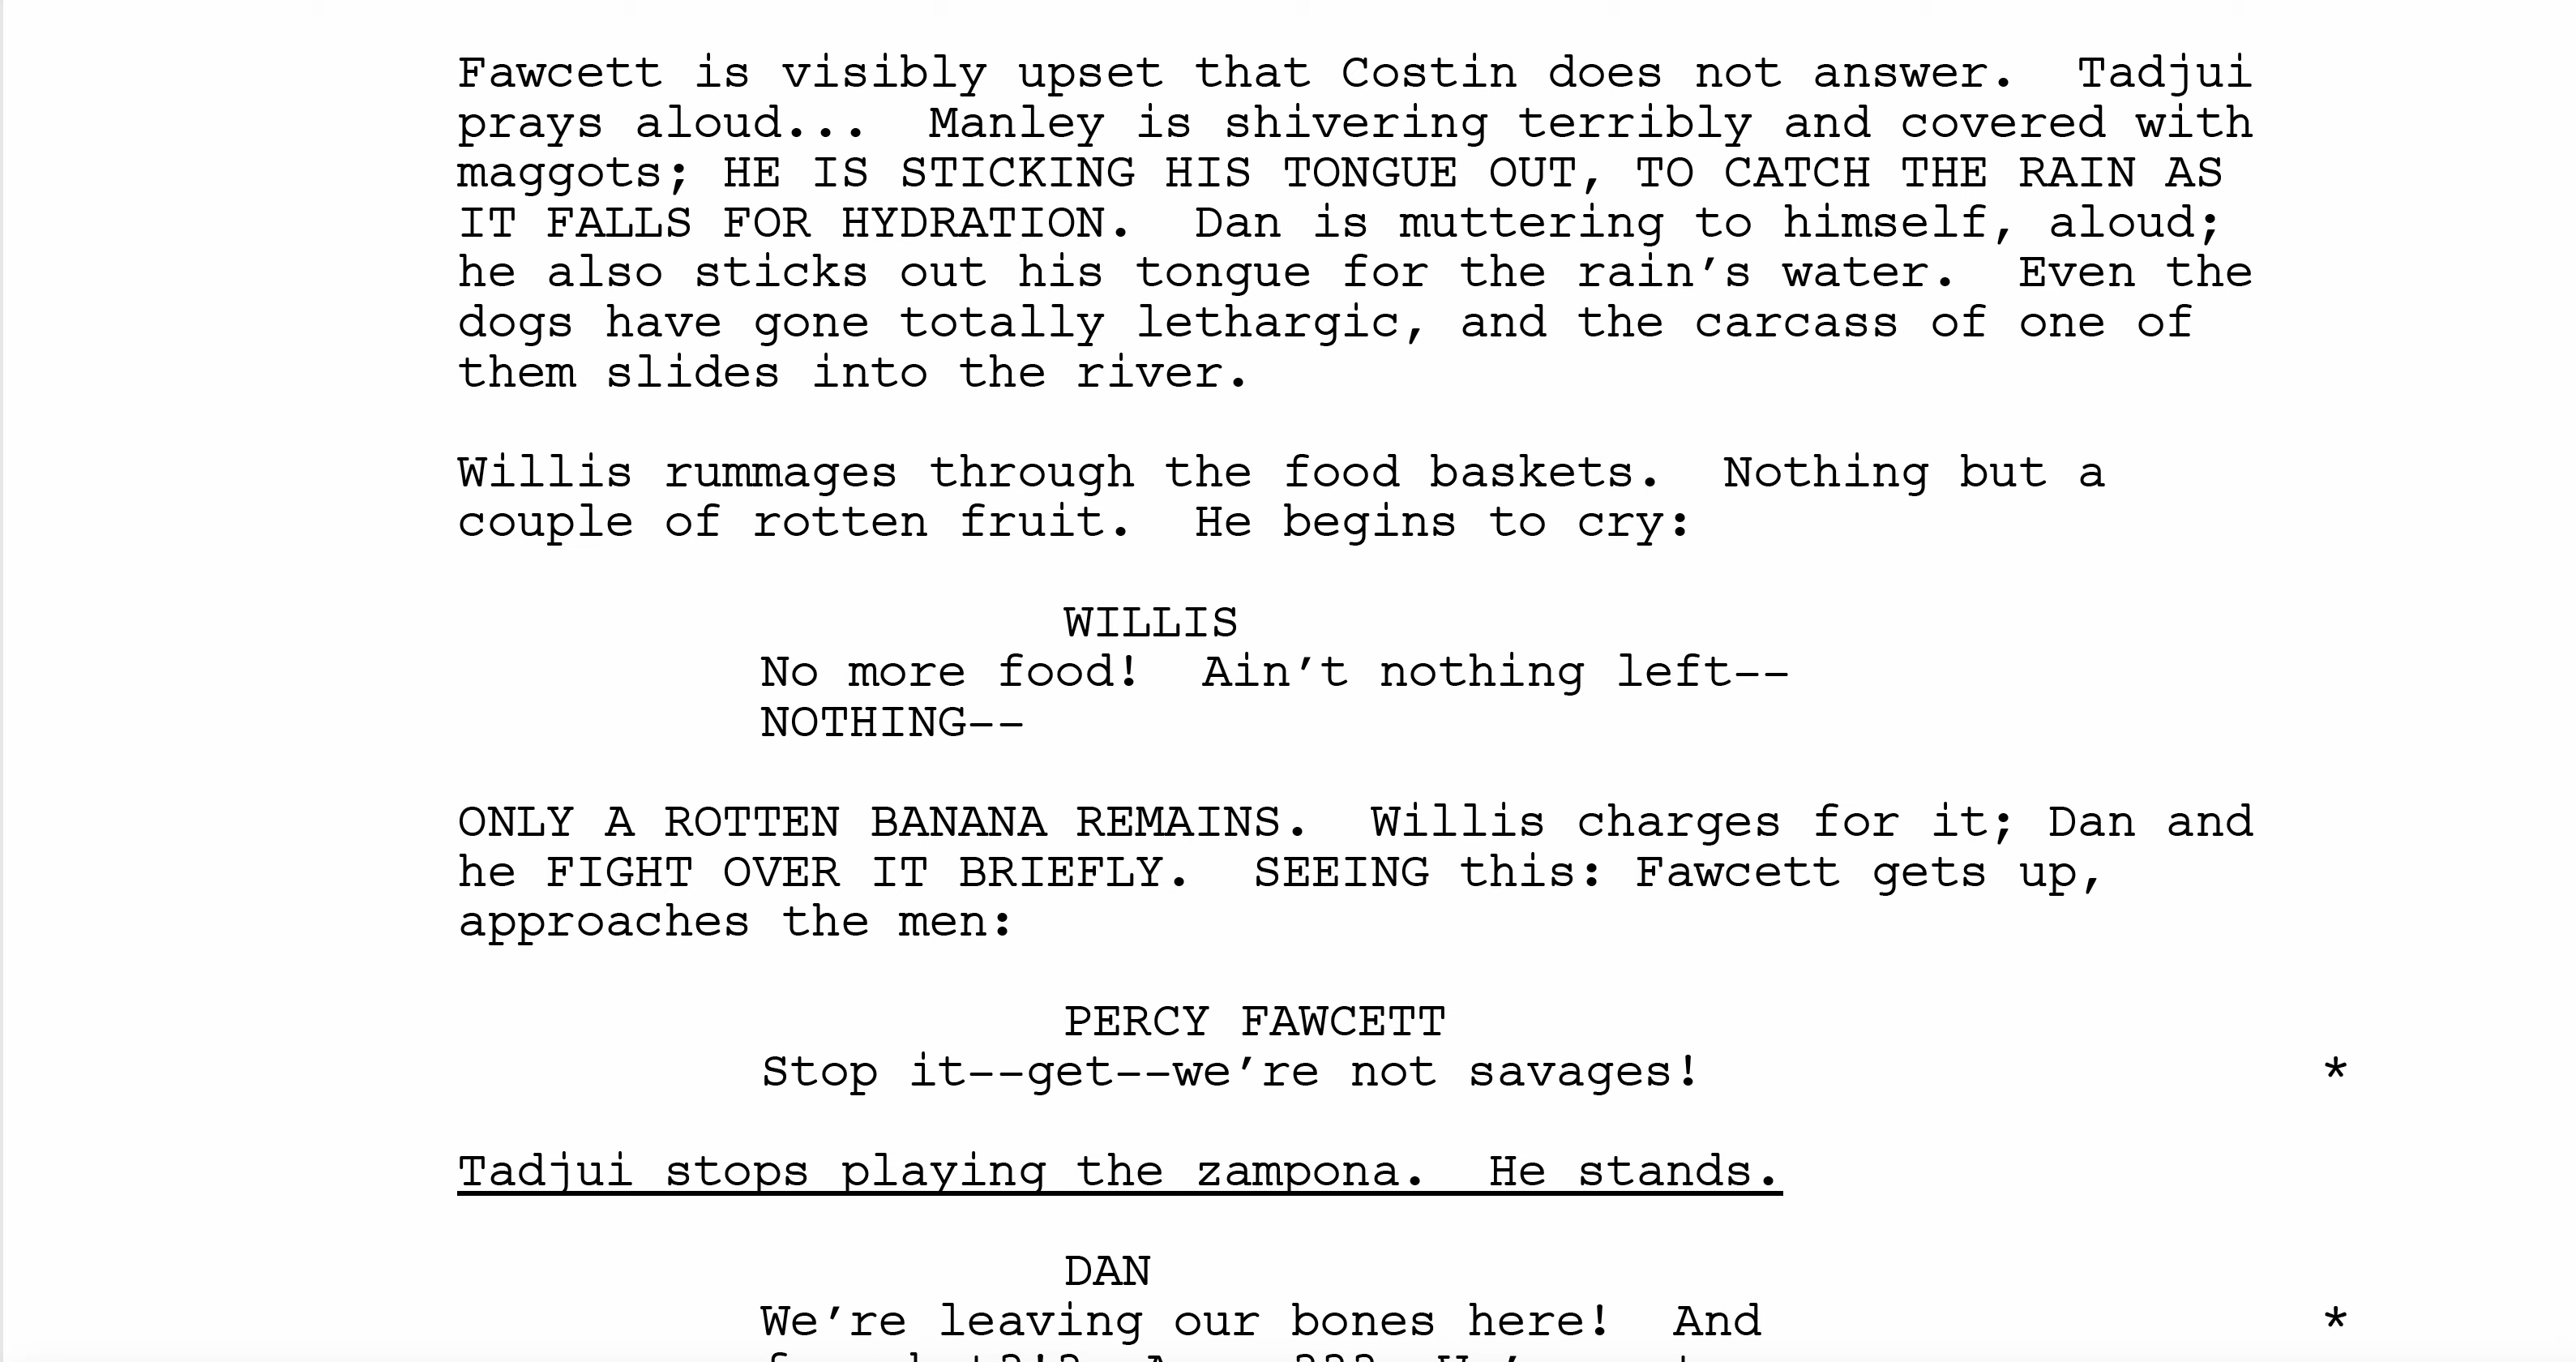 Fawcett is visibly upset that Costin does not answer.  Tadjui
prays aloud...  Manley is shivering terribly and covered with
maggots; HE IS STICKING HIS TONGUE OUT, TO CATCH THE RAIN AS
IT FALLS FOR HYDRATION.  Dan is muttering to himself, aloud;
he also sticks out his tongue for the rain’s water.  Even the
dogs have gone totally lethargic, and the carcass of one of
them slides into the river.
Willis rummages through the food baskets.  Nothing but a
couple of rotten fruit.  He begins to cry:
WILLIS
No more food!  Ain’t nothing left--
NOTHING--
ONLY A ROTTEN BANANA REMAINS.  Willis charges for it; Dan and
he FIGHT OVER IT BRIEFLY.  SEEING this: Fawcett gets up,
approaches the men:
PERCY FAWCETT
Stop it--get--we’re not savages! *
Tadjui stops playing the zampona.  He stands.
DAN
We’re leaving our bones here!  And *